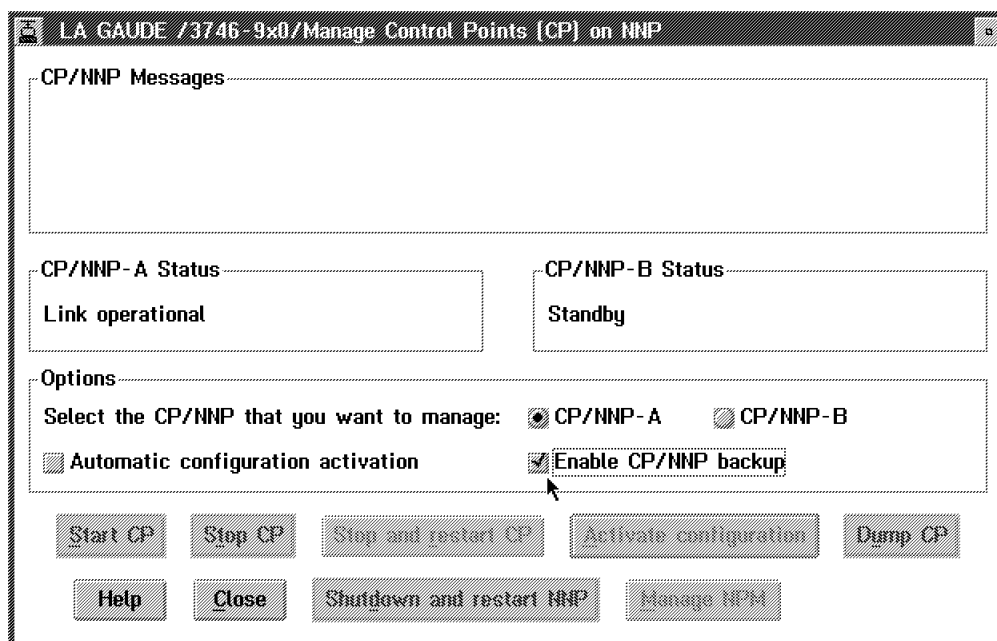 LA GAUDE /3746-9x0/Manage Control Points (CP) on NNP
CP/NNP Messages
CP/NNP-A Status
CP/NNP-B Status
Link operational
Standby
Options
Select the CP/NNP that you want to manage: CP/NNP-A CP/NNP-B
Automatic configuration activation Enable CP/NNP backup
Start CP Stop CP Stop and restart CP Activate configuration Dump CP
Help Close Shutdown and restart NNP Manage NPM